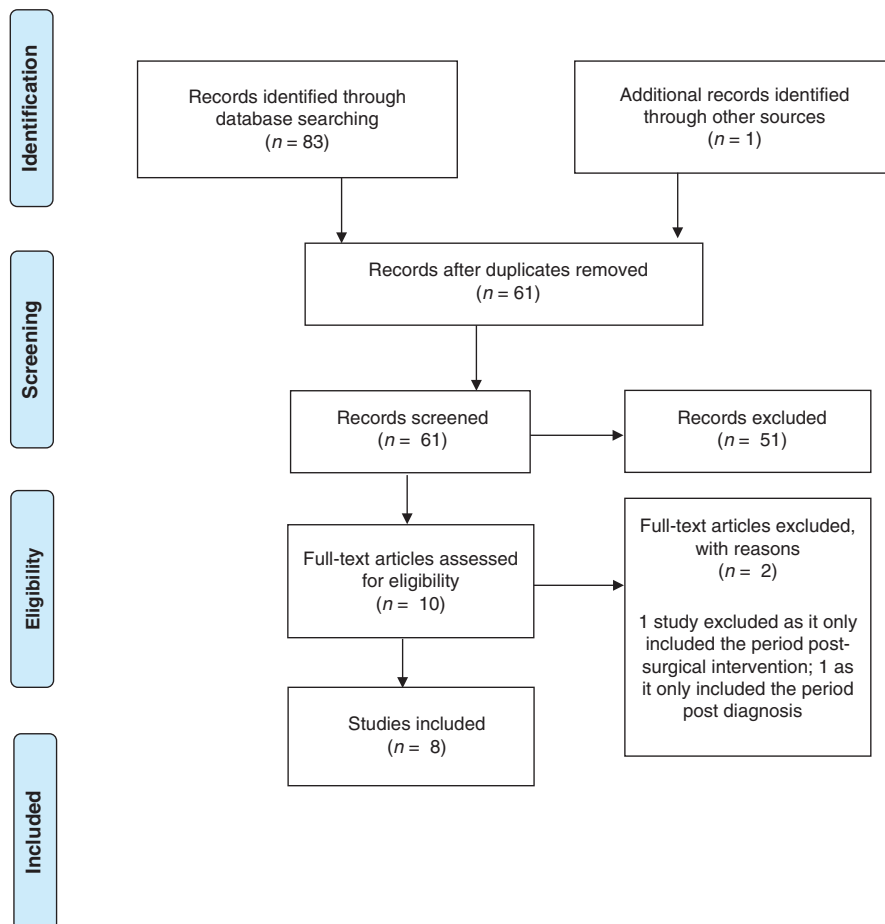 Identification
Records identified through
database searching
(n = 83)
Additional records identified
through other sources
(n = 1)
Screening
Records after duplicates removed
(n = 61)
Records screened
(n = 61)
Records excluded
(n = 51)
Eligibility
Full-text articles assessed
for eligibility
(n = 10)
Full-text articles excluded,
with reasons
(n = 2)
1 study excluded as it only
included the period post-
surgical intervention; 1 as
it only included the period
post diagnosis
Included
Studies included
(n = 8)